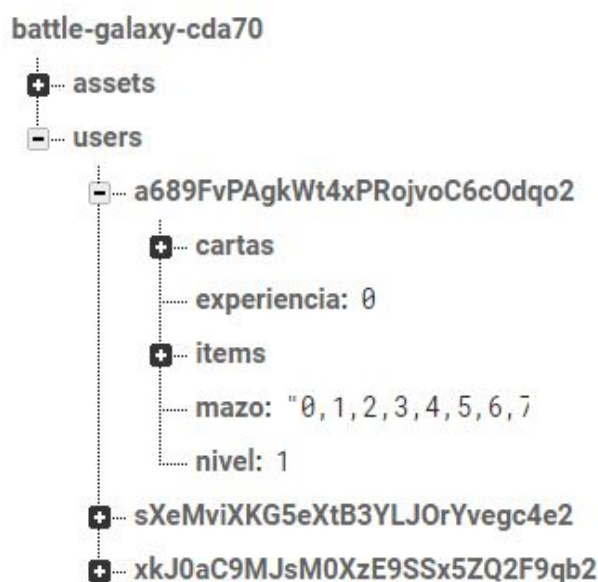 battle-galaxy-cda70
assets
users
a689FvPAgkWt4xPRojvoC6cOdqo2
cartas
experiencia: 0
items
mazo: "0,1,2,3,4,5,6,7
nivel: 1
sXeMviXKG5eXtB3YLJOrYvegc4e2
xkJ0aC9MJsM0XzE9SSx5ZQ2F9qb2